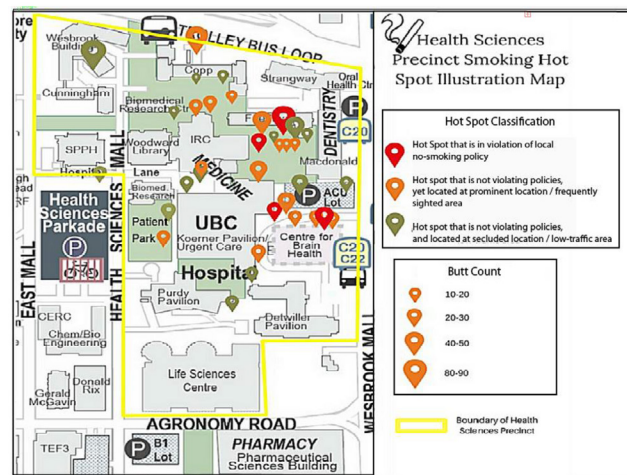 Health Sciences
Precinct Smoking Hot
Spot Illustration Map
Hot Spot Classification
Hot Spot that is in violation of local
no-smoking policy
Hot Spot that is not violating policies,
yet located at prominent location / frequently
sighted area
Hot Spot that is not violating policies,
and located at secluded location / low-traffic area
Butt Count
10-20
20-30
40-50
80-90
Boundary of Health
Sciences Precinct
TROLLEY BUS LOOP
Wesbrook
Building
Copp
Strangway
Oral
Cunningham
Biomedical
DENTISTRY
P
C20
IRC
SPPH
Woodward
Library
MEDICINE
Macdonald
MALL
Lane
Biomed.
Research
P
ACU
Lot
Health
Sciences
Parkade
P
HEALTH SCIENCES
EAST MALL
Patient
Park
UBC
Koerner Pavilion/
Urgent Care
Hospital
Centre for
Brain
Health
C22
Purdy
Pavilion
Detwiller
Pavilion
WESBROOK MALL
CERC
Chem/Bio
Engineering
Gerald
McGavin
Donald
Rix
Life Sciences
Centre
AGRONOMY ROAD
TEF3
P
B1
Lot
PHARMACY
Pharmaceutical
Sciences Building